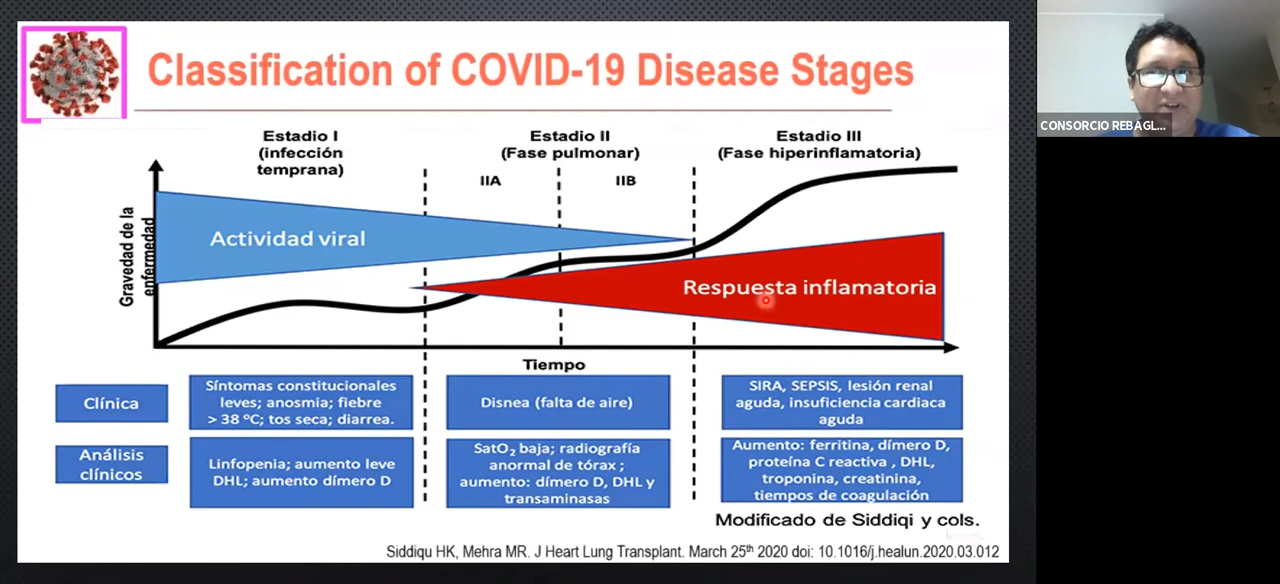 Classification of COVID-19 Disease Stages
CONSORCIO REBAGL...
Estadio I
(infección
temprana)
Estadio II
(Fase pulmonar)
IIA
IIB
Estadio III
(Fase hiperinflamatoria)
Gravedad de la
enfermedad
Actividad viral
Respuesta inflamatoria
Tiempo
Clínica
Síntomas constitucionales
leves; anosmia; fiebre
> 38 ºC; tos seca; diarrea.
Disnea (falta de aire)
SIRA, SEPSIS, lesión renal
aguda, insuficiencia cardiaca
aguda
Análisis
clínicos
Linfopenia; aumento leve
DHL; aumento dímero D
SatO₂ baja; radiografía
anormal de tórax ;
aumento: dímero D, DHL y
transaminasas
Aumento: ferritina, dímero D,
proteína C reactiva , DHL,
troponina, creatinina,
tiempos de coagulación
Modificado de Siddiqi y cols.
Siddiqu HK, Mehra MR. J Heart Lung Transplant. March 25th 2020 doi: 10.1016/j.healun.2020.03.012